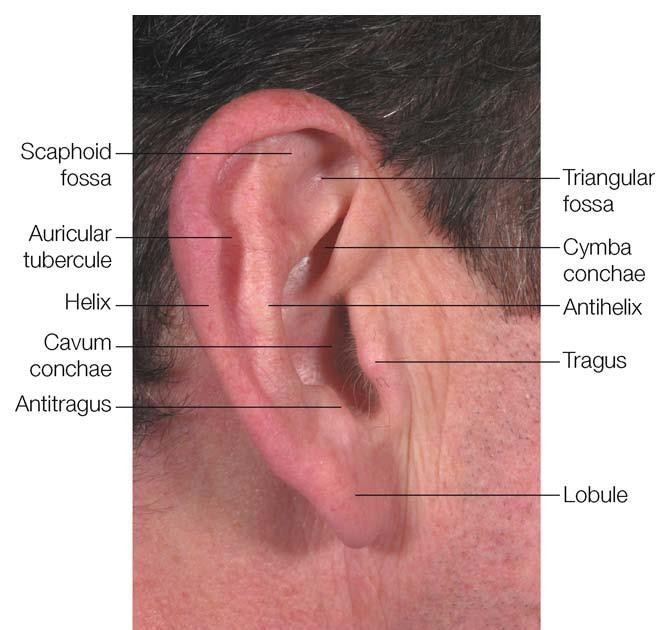 Scaphoid
fossa
Auricular
tubercule
Helix
Cavum
conchae
Antitragus
Triangular
fossa
Cymba
conchae
Antihelix
Tragus
Lobule